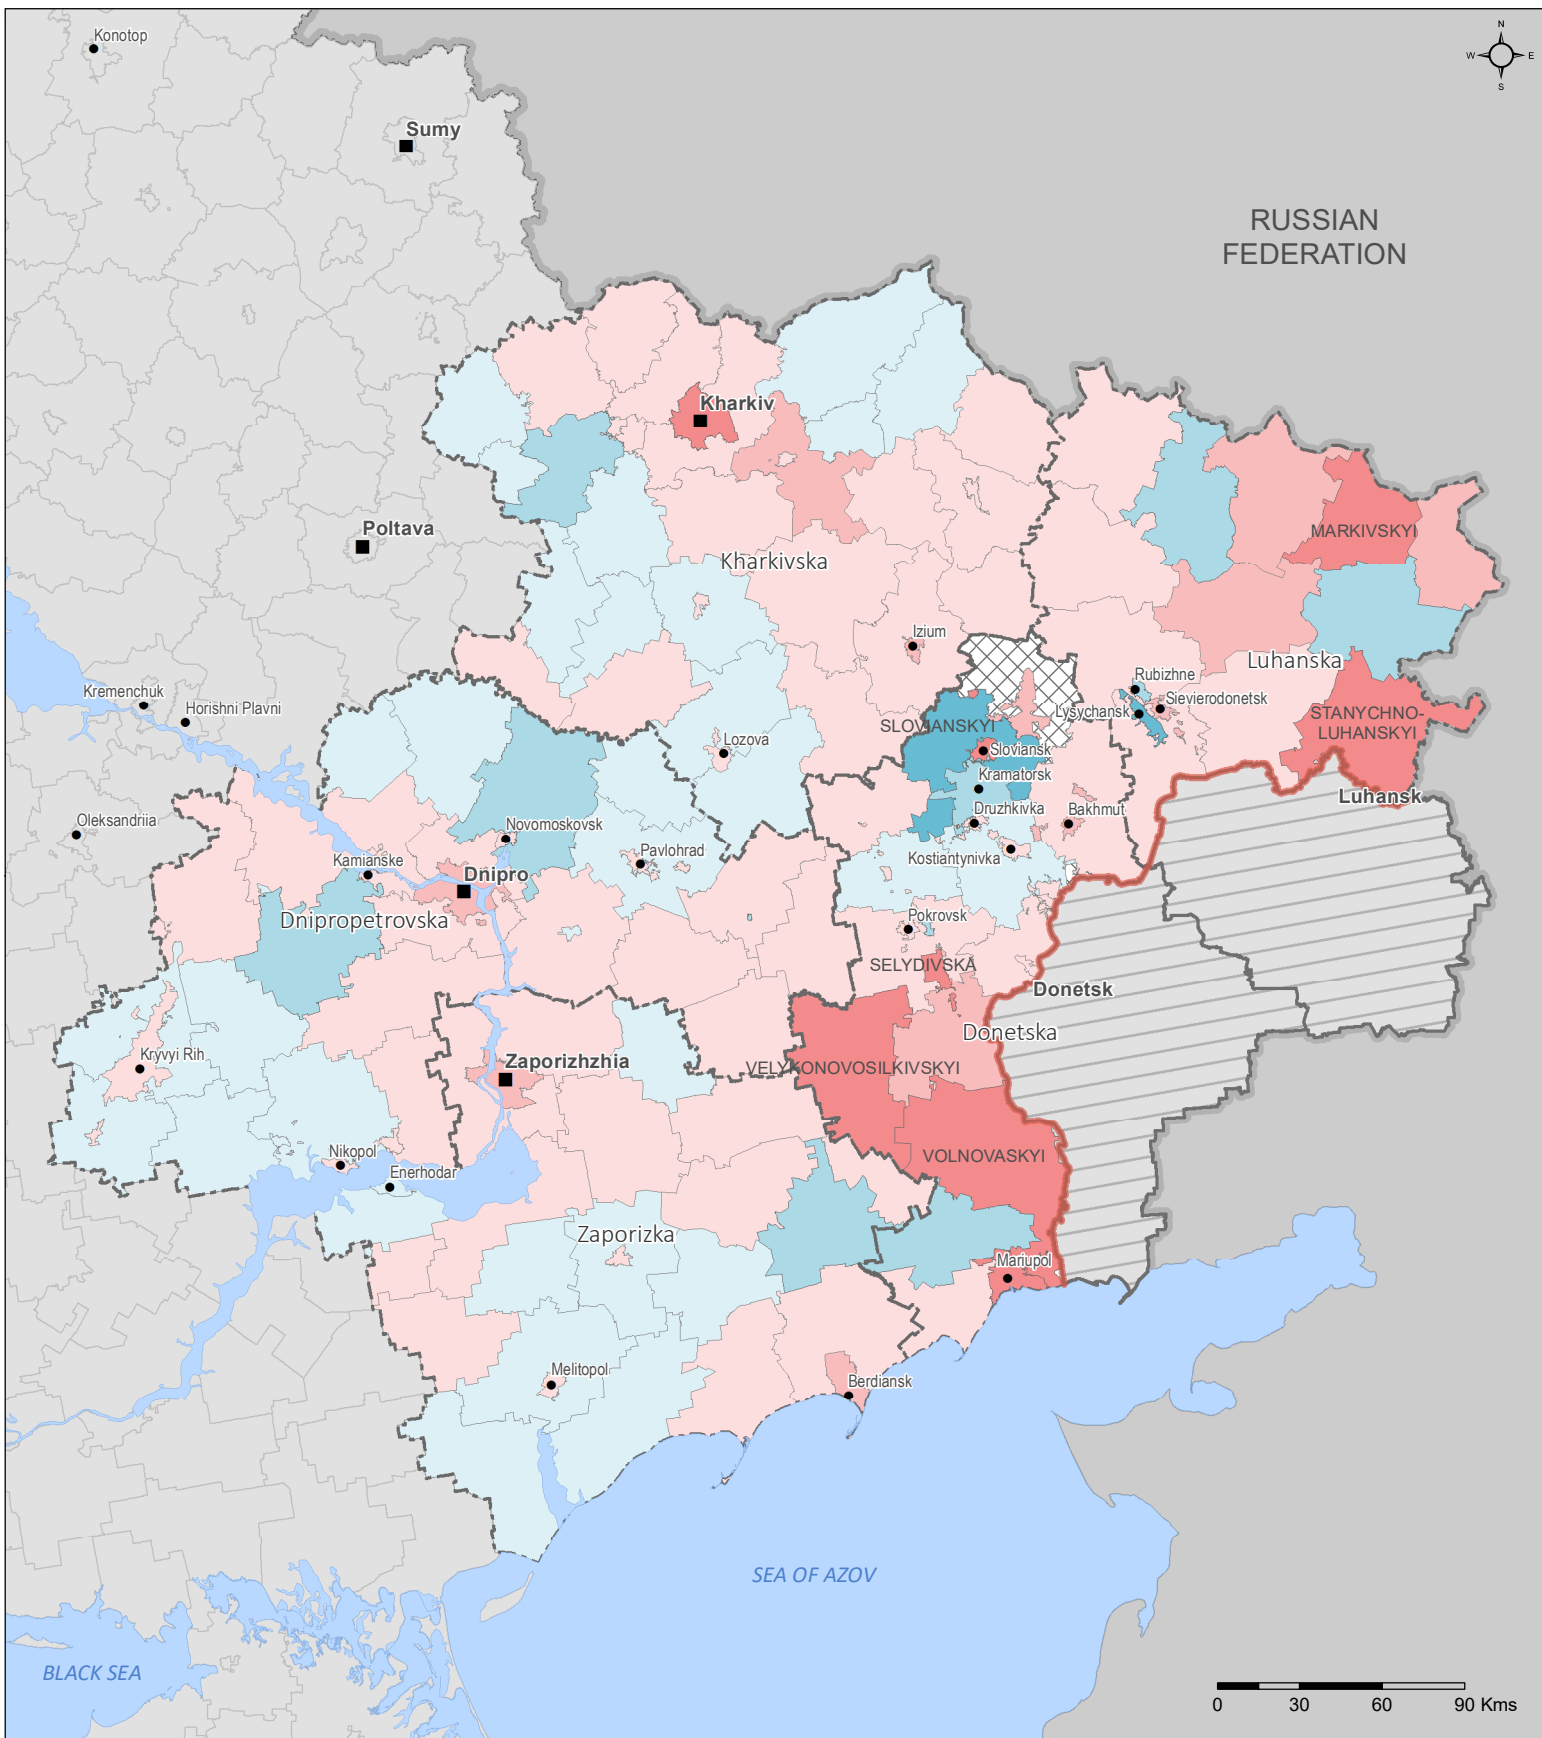 Konotop
N
W E
S
Sumy
RUSSIAN
FEDERATION
Kharkiv
Poltava
MARKIVSKYI
Kharkivska
Izium
Luhanska
Rubizhne
Kremenchuk
Sievierodonetsk
Horishni Plavni
Lysychansk
STANYCHNO-
LUHANSKYI
SLOVIANSKYI
Lozova
Sloviansk
Kramatorsk
Luhansk
Druzhkivka
Bakhmut
Oleksandriia
Novomoskovsk
Kamianske
Pavlohrad
Kostiantynivka
Dnipro
Dnipropetrovska
Pokrovsk
SELYDIVSKA
Donetsk
Donetska
Kryvyi Rih
Zaporizhzhia
VELYKONOVOSILKIVSKYI
Nikopol
VOLNOVASKYI
Enerhodar
Zaporizka
Mariupol
Melitopol
Berdiansk
SEA OF AZOV
BLACK SEA
0 30 60 90 Kms